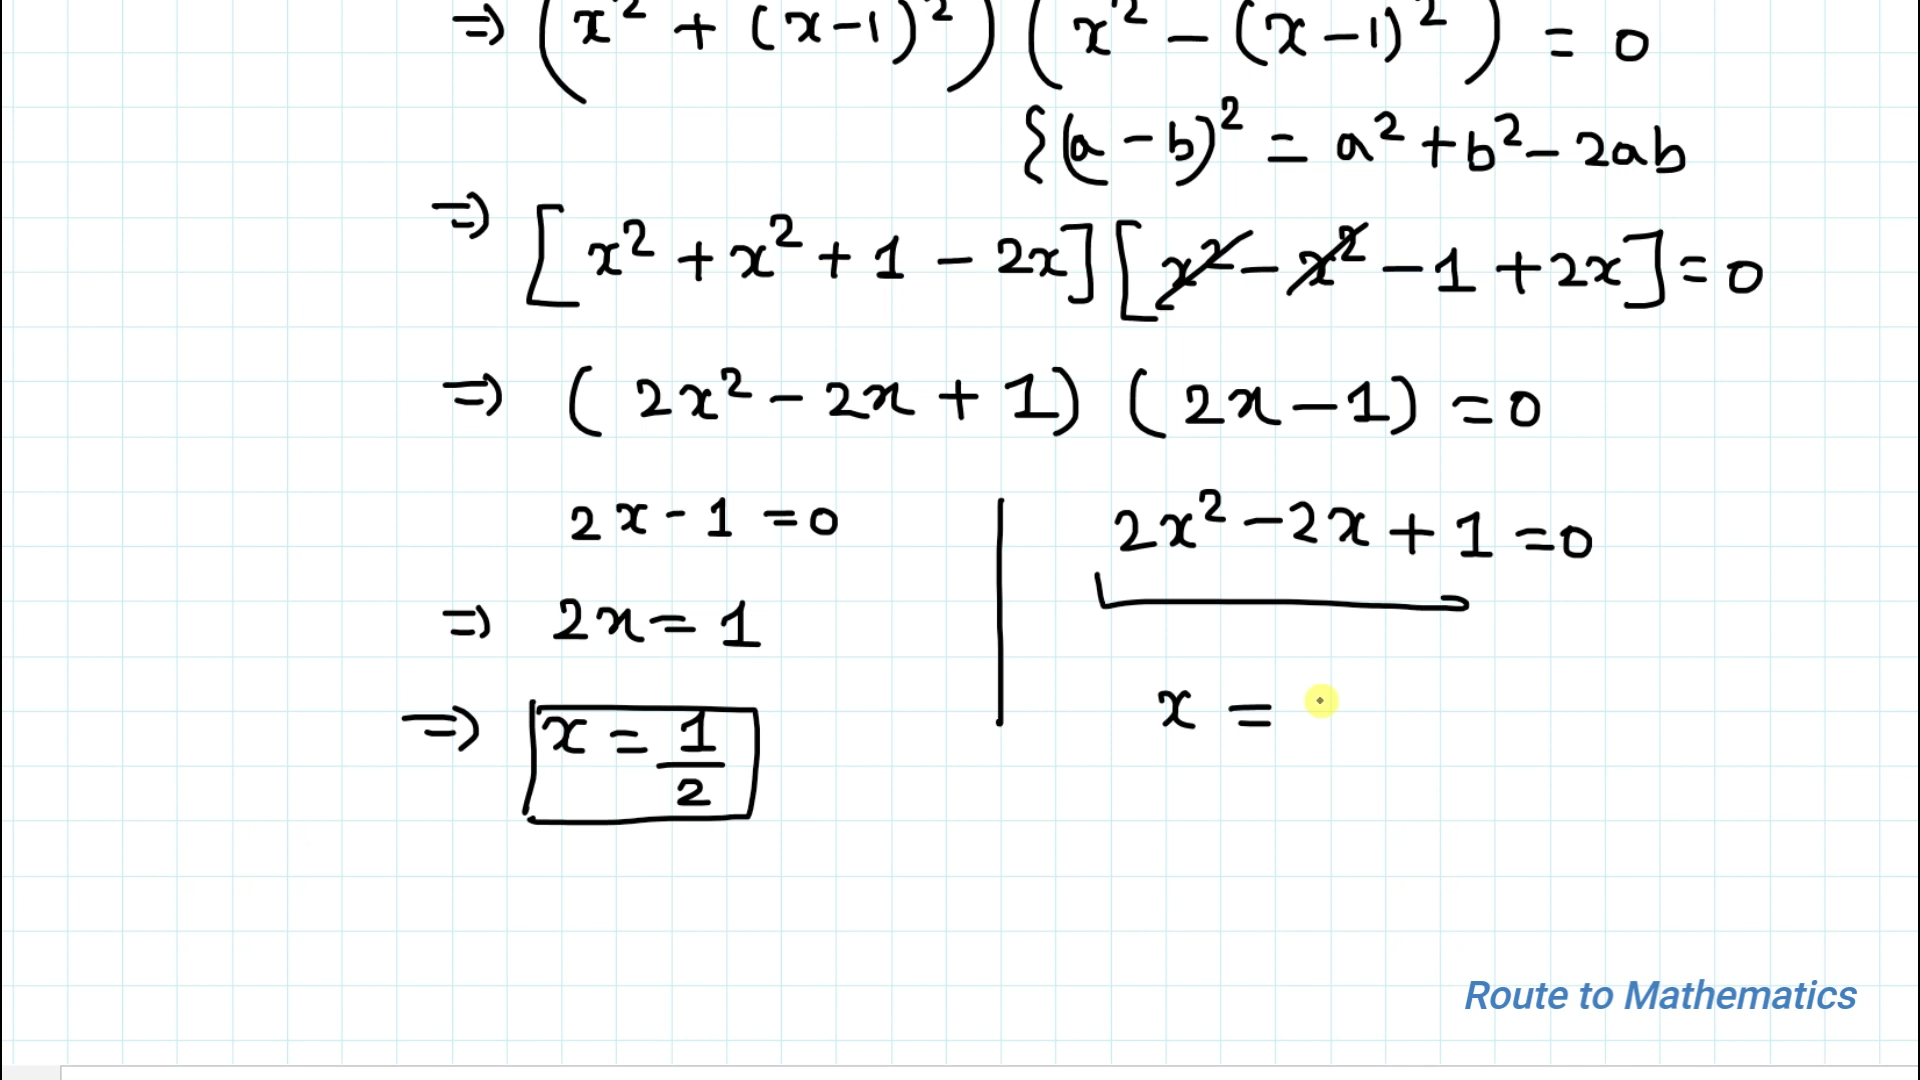 => (x² + (x-1)²) (x² - (x-1)²) = 0
{(a - b)² = a² + b² - 2ab
=> [x² + x² + 1 - 2x] [x² - x² - 1 + 2x] = 0
=> (2x² - 2x + 1) (2x - 1) = 0
2x - 1 = 0
=> 2x = 1
=> x = 1/2
2x² - 2x + 1 = 0
x =
Route to Mathematics